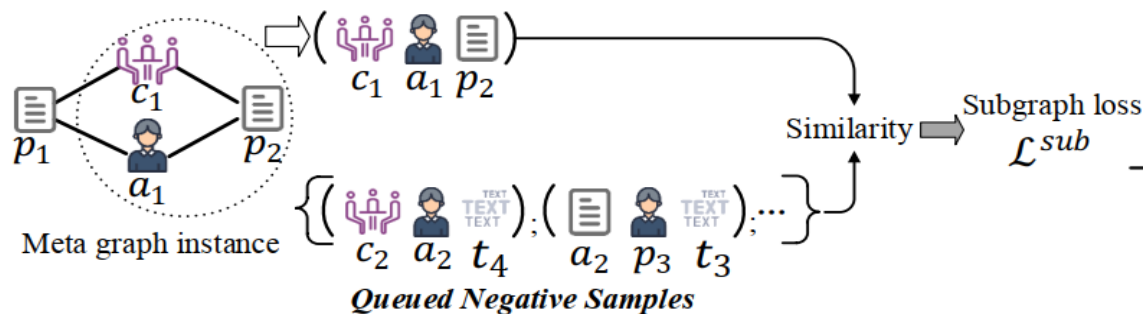 ( c₁ a₁ p₂ )
c₁
p₁ p₂
a₁
Meta graph instance
Similarity
Subgraph loss
ℒ^sub
{ ( c₂ a₂ t₄ ) ; ( a₂ p₃ t₃ ) ; ... }
TEXT TEXT TEXT
TEXT TEXT TEXT
Queued Negative Samples